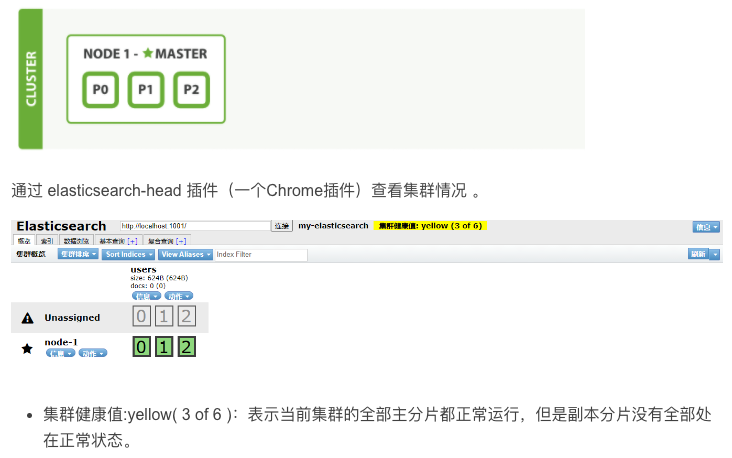 CLUSTER
NODE 1 - ★ MASTER
P0 P1 P2
通过 elasticsearch-head 插件（一个Chrome插件）查看集群情况 。
Elasticsearch http://localhost:1001/ 连接 my-elasticsearch 集群健康值: yellow (3 of 6) 信息
概览 索引 数据浏览 基本查询 [+] 复合查询 [+]
集群概览 集群排序 Sort Indices View Aliases Index Filter 刷新
users
size: 624B (624B)
docs: 0 (0)
信息 动作
Unassigned 0 1 2
node-1 0 1 2
信息 动作
• 集群健康值:yellow( 3 of 6 )：表示当前集群的全部主分片都正常运行，但是副本分片没有全部处
在正常状态。